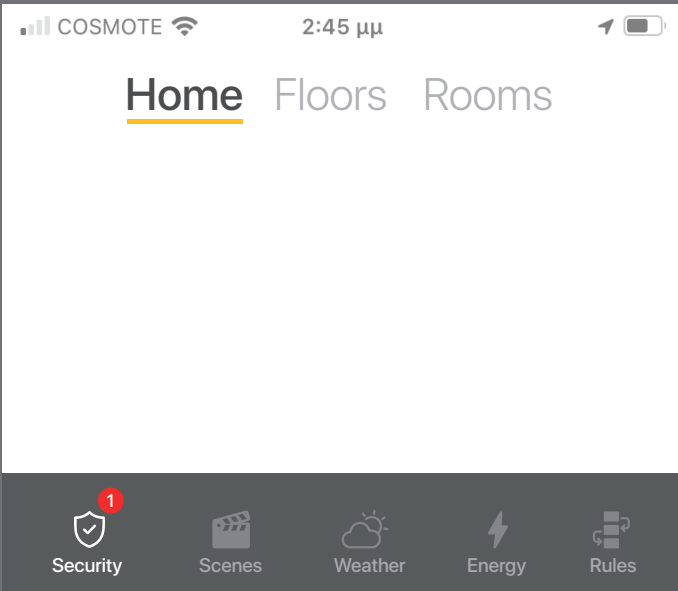 COSMOTE 2:45 μμ
Home Floors Rooms
1
Security Scenes Weather Energy Rules